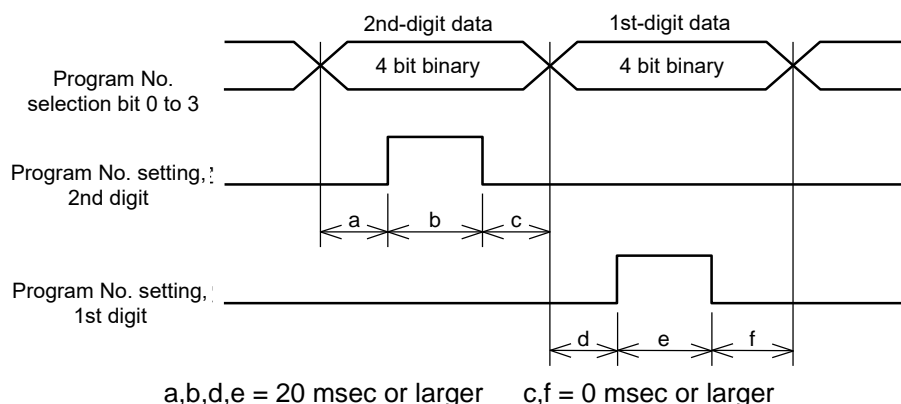 2nd-digit data
1st-digit data
4 bit binary
4 bit binary
Program No.
selection bit 0 to 3
Program No. setting,
2nd digit
a
b
c
Program No. setting,
1st digit
d
e
f
a,b,d,e = 20 msec or larger
c,f = 0 msec or larger